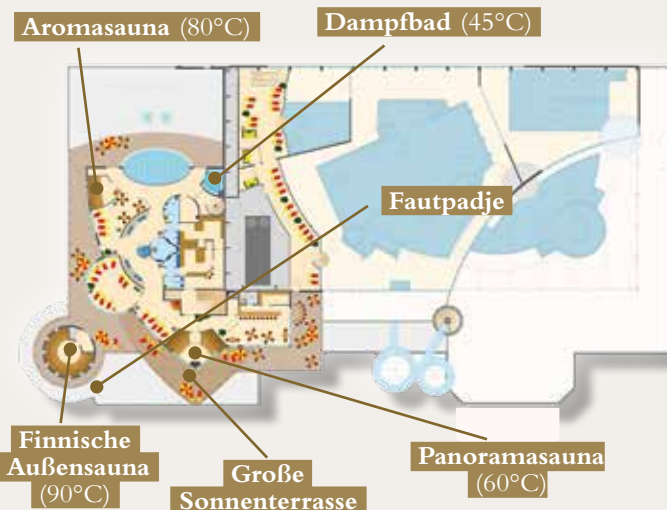 Aromasauna (80°C)
Dampfbad (45°C)
Fautpadje
Finnische
Außensauna
(90°C)
Große
Sonnenterrasse
Panoramasauna
(60°C)